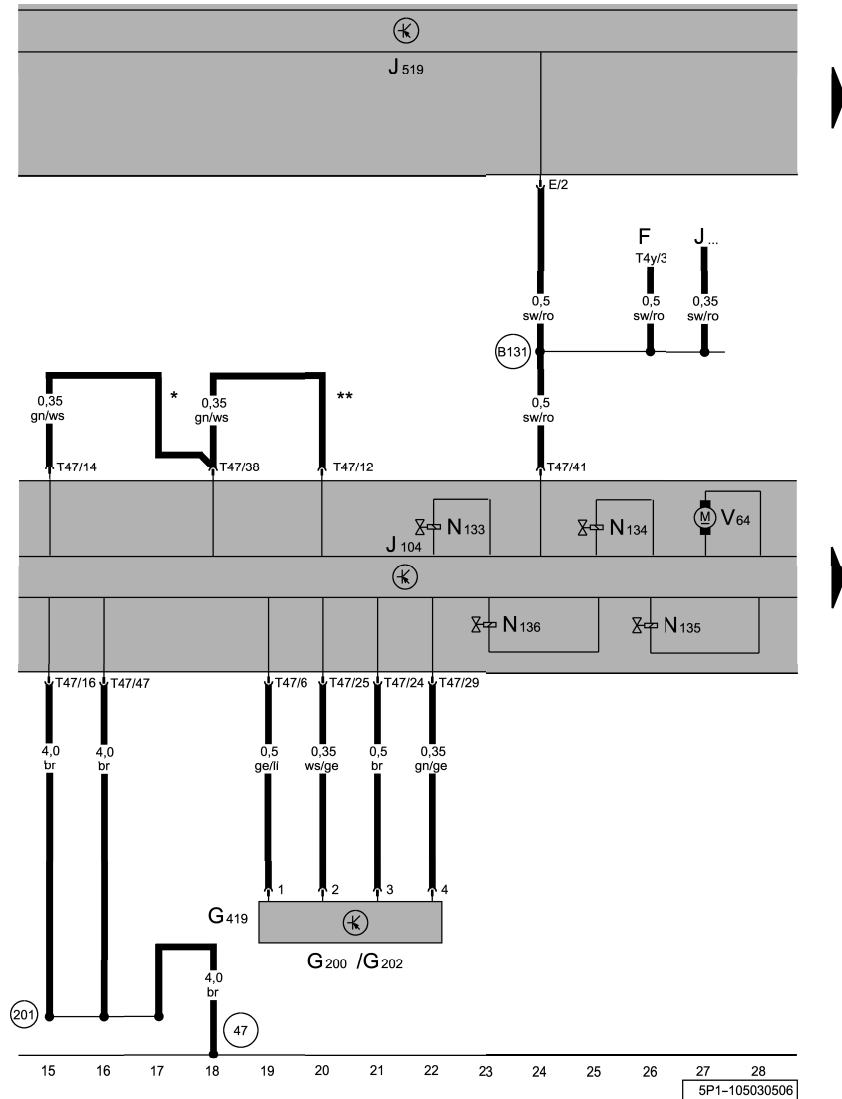 J 519
E/2
F
J ...
T4y/3
0,5
sw/ro
0,5
sw/ro
0,35
sw/ro
B131
0,35
gn/ws
*
0,35
gn/ws
**
0,5
sw/ro
T47/14
T47/38
T47/12
T47/41
N133
N134
M
V64
J 104
N136
N135
T47/16
T47/47
T47/6
T47/25
T47/24
T47/29
4,0
br
4,0
br
0,5
ge/li
0,35
ws/ge
0,5
br
0,35
gn/ge
1
2
3
4
G419
G200 /G202
4,0
br
201
47
15 16 17 18 19 20 21 22 23 24 25 26 27 28
5P1-105030506